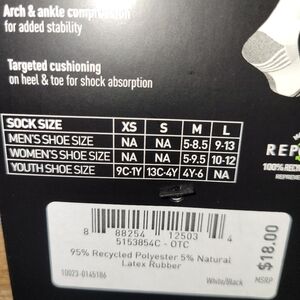 Arch & ankle compression
for added stability
Targeted cushioning
on heel & toe for shock absorption
SOCK SIZE XS S M L
MEN'S SHOE SIZE NA NA 5-8.5 9-13
WOMEN'S SHOE SIZE NA NA 5-9.5 10-12
YOUTH SHOE SIZE 9C-1Y 13C-4Y 4Y-6 NA
REP
100% REC
8 88254 12503 4
5153854C - OTC
95% Recycled Polyester 5% Natural
Latex Rubber
10023-0145186
White/Black
$18.00
MSRP